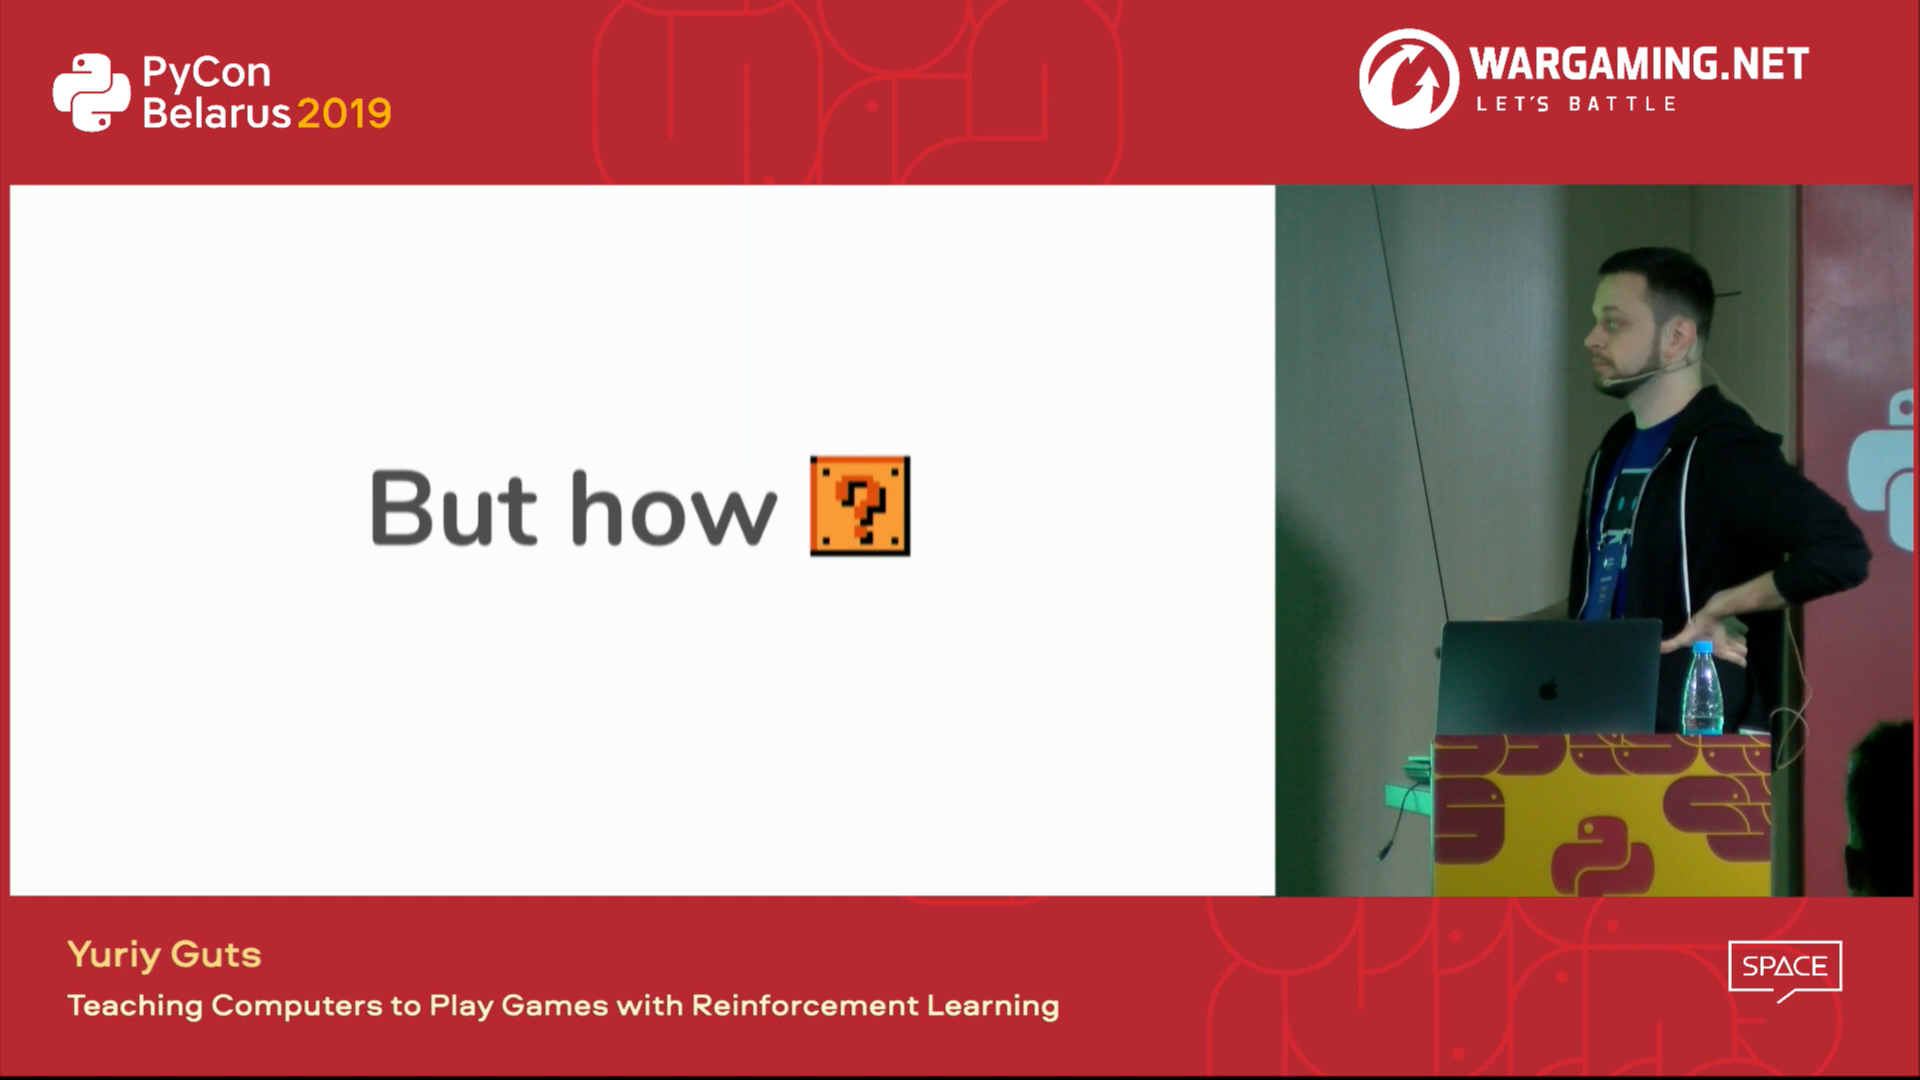 PyCon
Belarus 2019
WARGAMING.NET
LET'S BATTLE
But how ?
Yuriy Guts
Teaching Computers to Play Games with Reinforcement Learning
SPACE